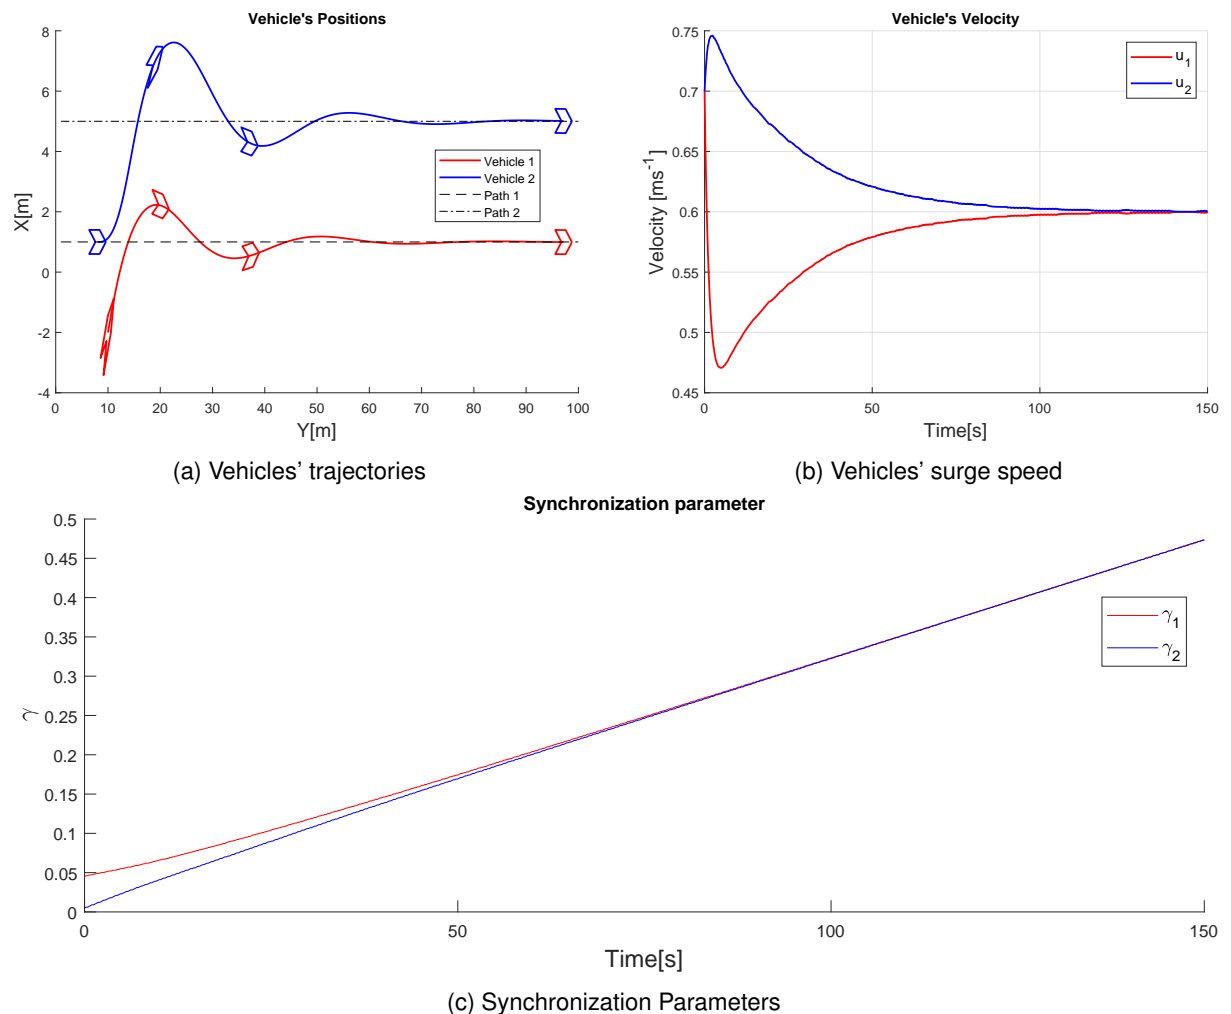 Vehicle's Positions
8
6
4
2
0
-2
-4
X[m]
0 10 20 30 40 50 60 70 80 90 100
Y[m]
Vehicle 1
Vehicle 2
Path 1
Path 2
(a) Vehicles' trajectories
Vehicle's Velocity
0.75
0.7
0.65
0.6
0.55
0.5
0.45
Velocity [ms-1]
0 50 100 150
Time[s]
u1
u2
(b) Vehicles' surge speed
Synchronization parameter
0.5
0.45
0.4
0.35
0.3
0.25
0.2
0.15
0.1
0.05
0
γ
0 50 100 150
Time[s]
γ1
γ2
(c) Synchronization Parameters